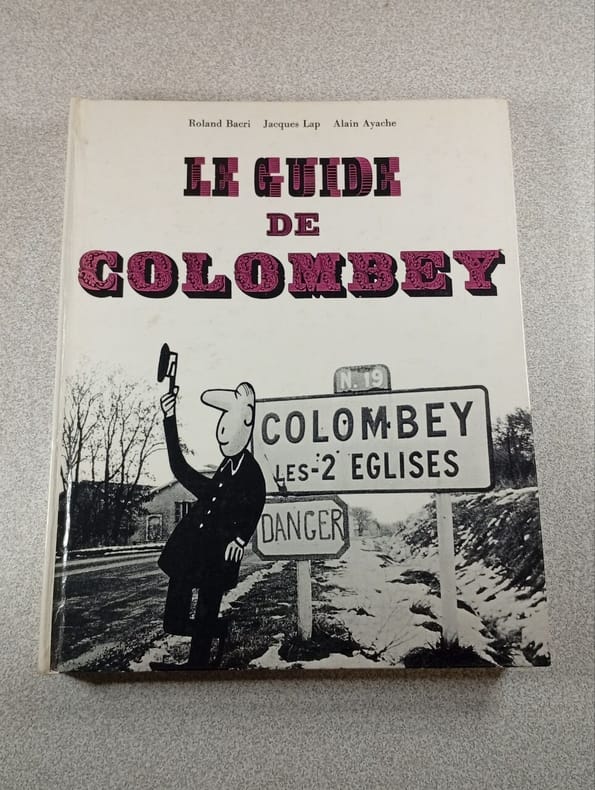 Roland Bacri Jacques Lap Alain Ayache
LE GUIDE
DE
COLOMBEY
N. 19
COLOMBEY
LES-2 EGLISES
DANGER